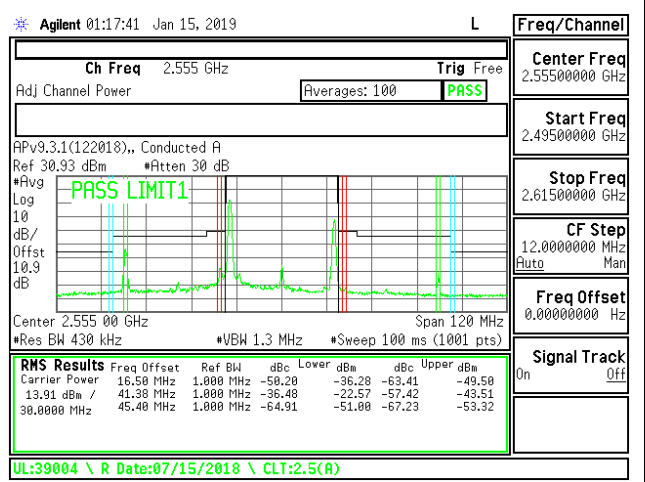 Agilent 01:17:41 Jan 15, 2019 L Freq/Channel
Ch Freq 2.555 GHz Trig Free
Adj Channel Power Averages: 100 PASS
Center Freq
2.55500000 GHz
Start Freq
2.49500000 GHz
Stop Freq
2.61500000 GHz
CF Step
12.0000000 MHz
Auto Man
Freq Offset
0.00000000 Hz
Signal Track
On Off
APv9.3.1(122018),, Conducted A
Ref 30.93 dBm #Atten 30 dB
#Avg
Log
10
dB/
Offst
10.9
dB
PASS LIMIT1
Center 2.555 00 GHz Span 120 MHz
#Res BW 430 kHz #VBW 1.3 MHz #Sweep 100 ms (1001 pts)
RMS Results Freq Offset Ref BW dBc Lower dBm dBc Upper dBm
Carrier Power 16.50 MHz 1.000 MHz -50.20 -36.28 -63.41 -49.50
13.91 dBm / 41.38 MHz 1.000 MHz -36.48 -22.57 -57.42 -43.51
30.0000 MHz 45.40 MHz 1.000 MHz -64.91 -51.00 -67.23 -53.32
UL:39004 \ R Date:07/15/2018 \ CLT:2.5(A)